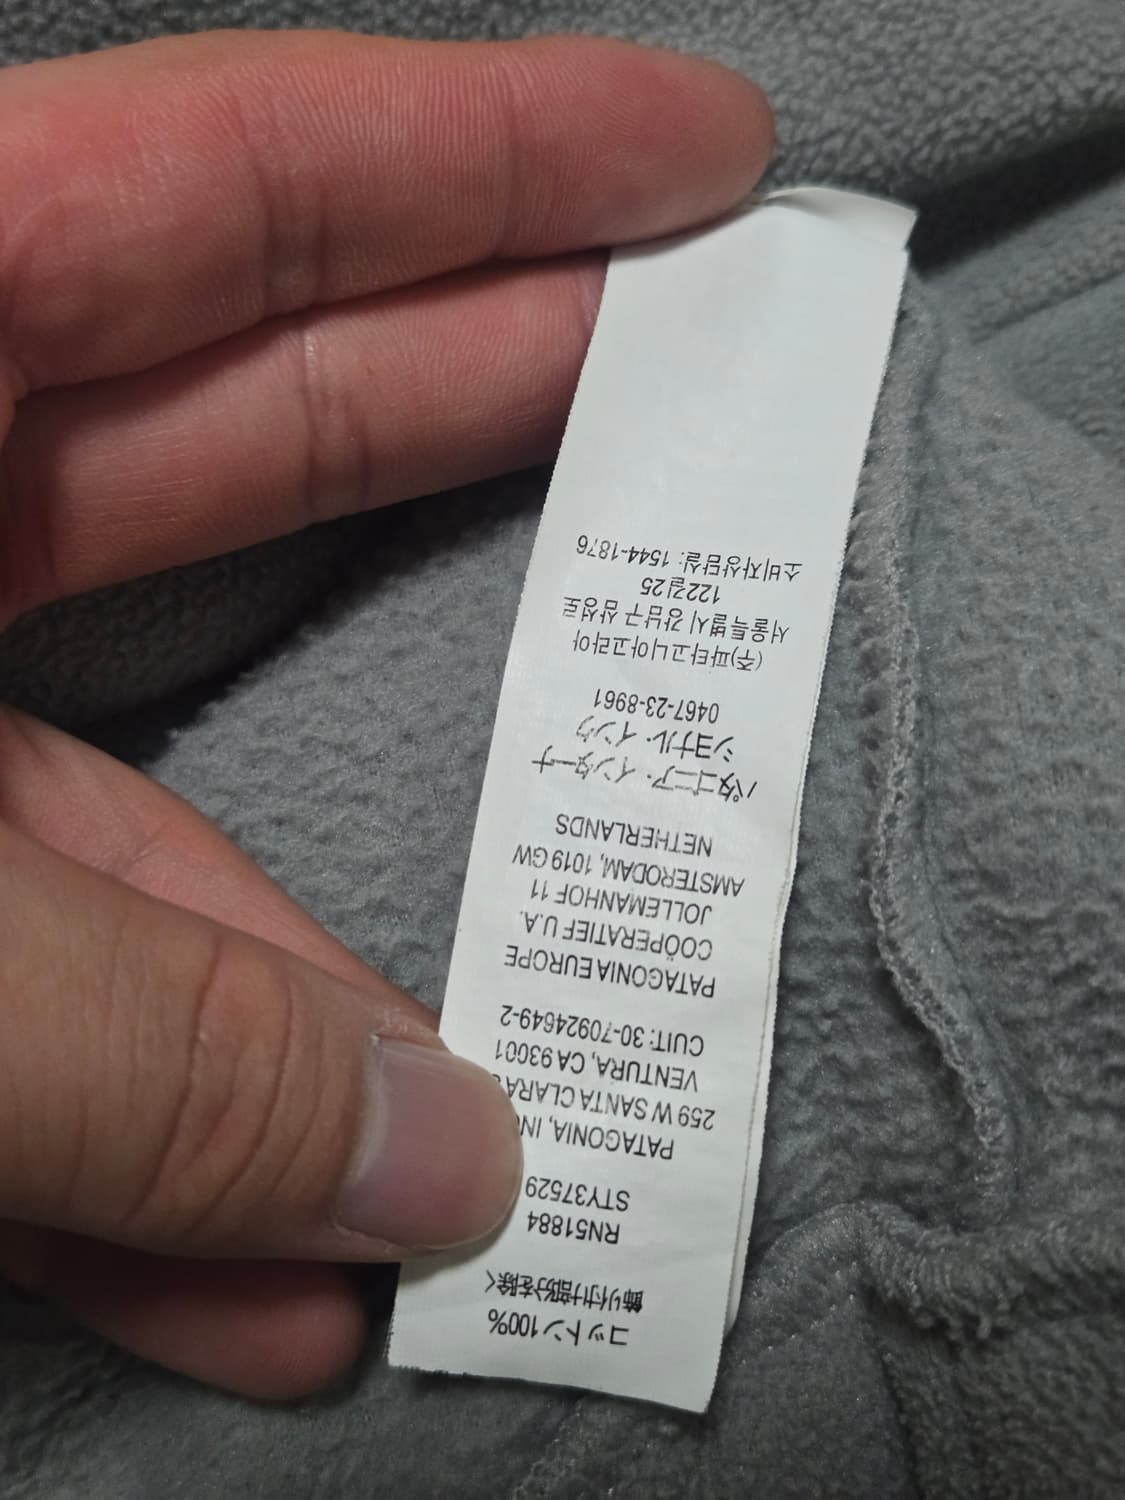 コットン100%
飾り付け部分を除く
RN51884
STY37529
PATAGONIA, INC
259 W SANTA CLARA
VENTURA, CA 93001
CUIT: 30-70924649-2
PATAGONIA EUROPE
COÖPERATIEF U.A.
JOLLEMANHOF 11
AMSTERODAM, 1019 GW
NETHERLANDS
パタゴニア・インターナ
ショナル・インク
0467-23-8961
(주)파타고니아코리아
서울특별시 강남구 삼성로
122길25
소비자상담실: 1544-1876